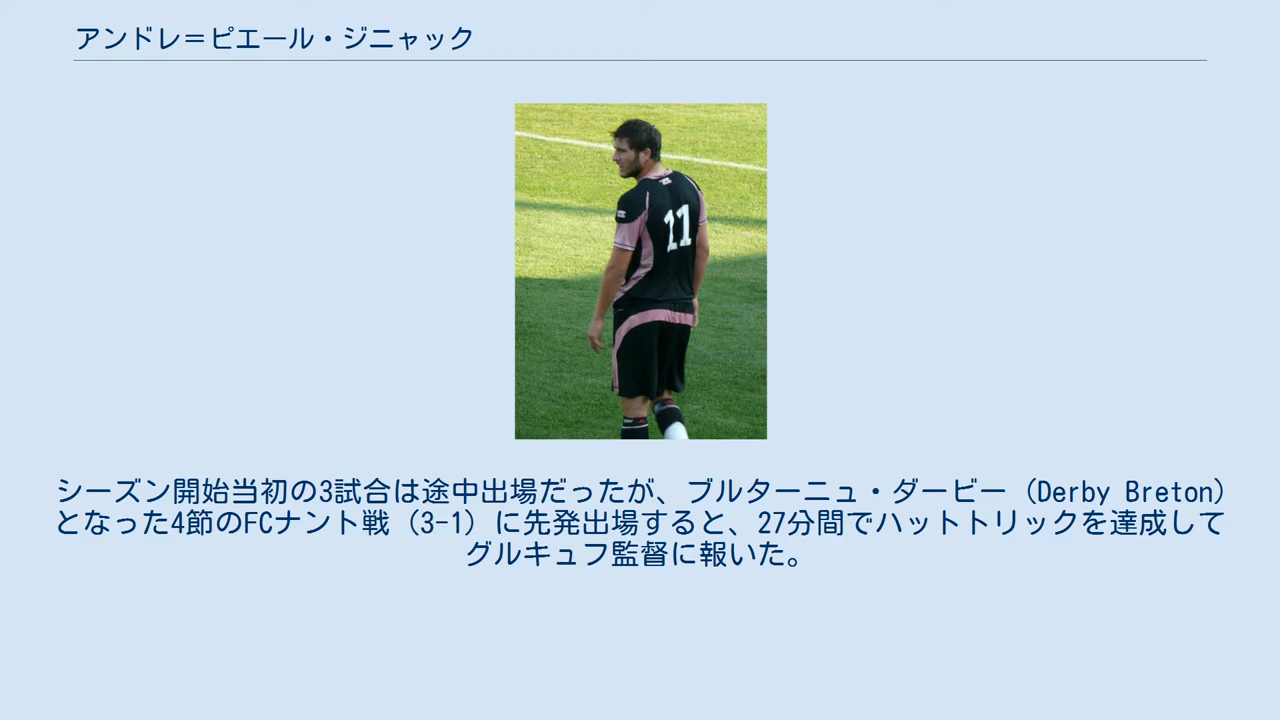 アンドレ＝ピエール・ジニャック
11
シーズン開始当初の3試合は途中出場だったが、ブルターニュ・ダービー（Derby Breton）
となった4節のFCナント戦（3-1）に先発出場すると、27分間でハットトリックを達成して
グルキュフ監督に報いた。